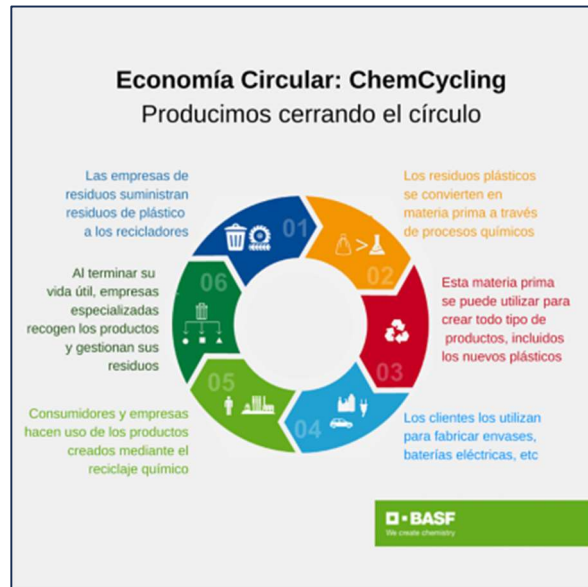 Economía Circular: ChemCycling
Producimos cerrando el círculo
Las empresas de
residuos suministran
residuos de plástico
a los recicladores
01
Los residuos plásticos
se convierten en
materia prima a través
de procesos químicos
02
Esta materia prima
se puede utilizar para
crear todo tipo de
productos, incluidos
los nuevos plásticos
03
Los clientes los utilizan
para fabricar envases,
baterías eléctricas, etc
04
Consumidores y empresas
hacen uso de los productos
creados mediante el
reciclaje químico
05
Al terminar su
vida útil, empresas
especializadas
recogen los productos
y gestionan sus
residuos
06
BASF
We create chemistry